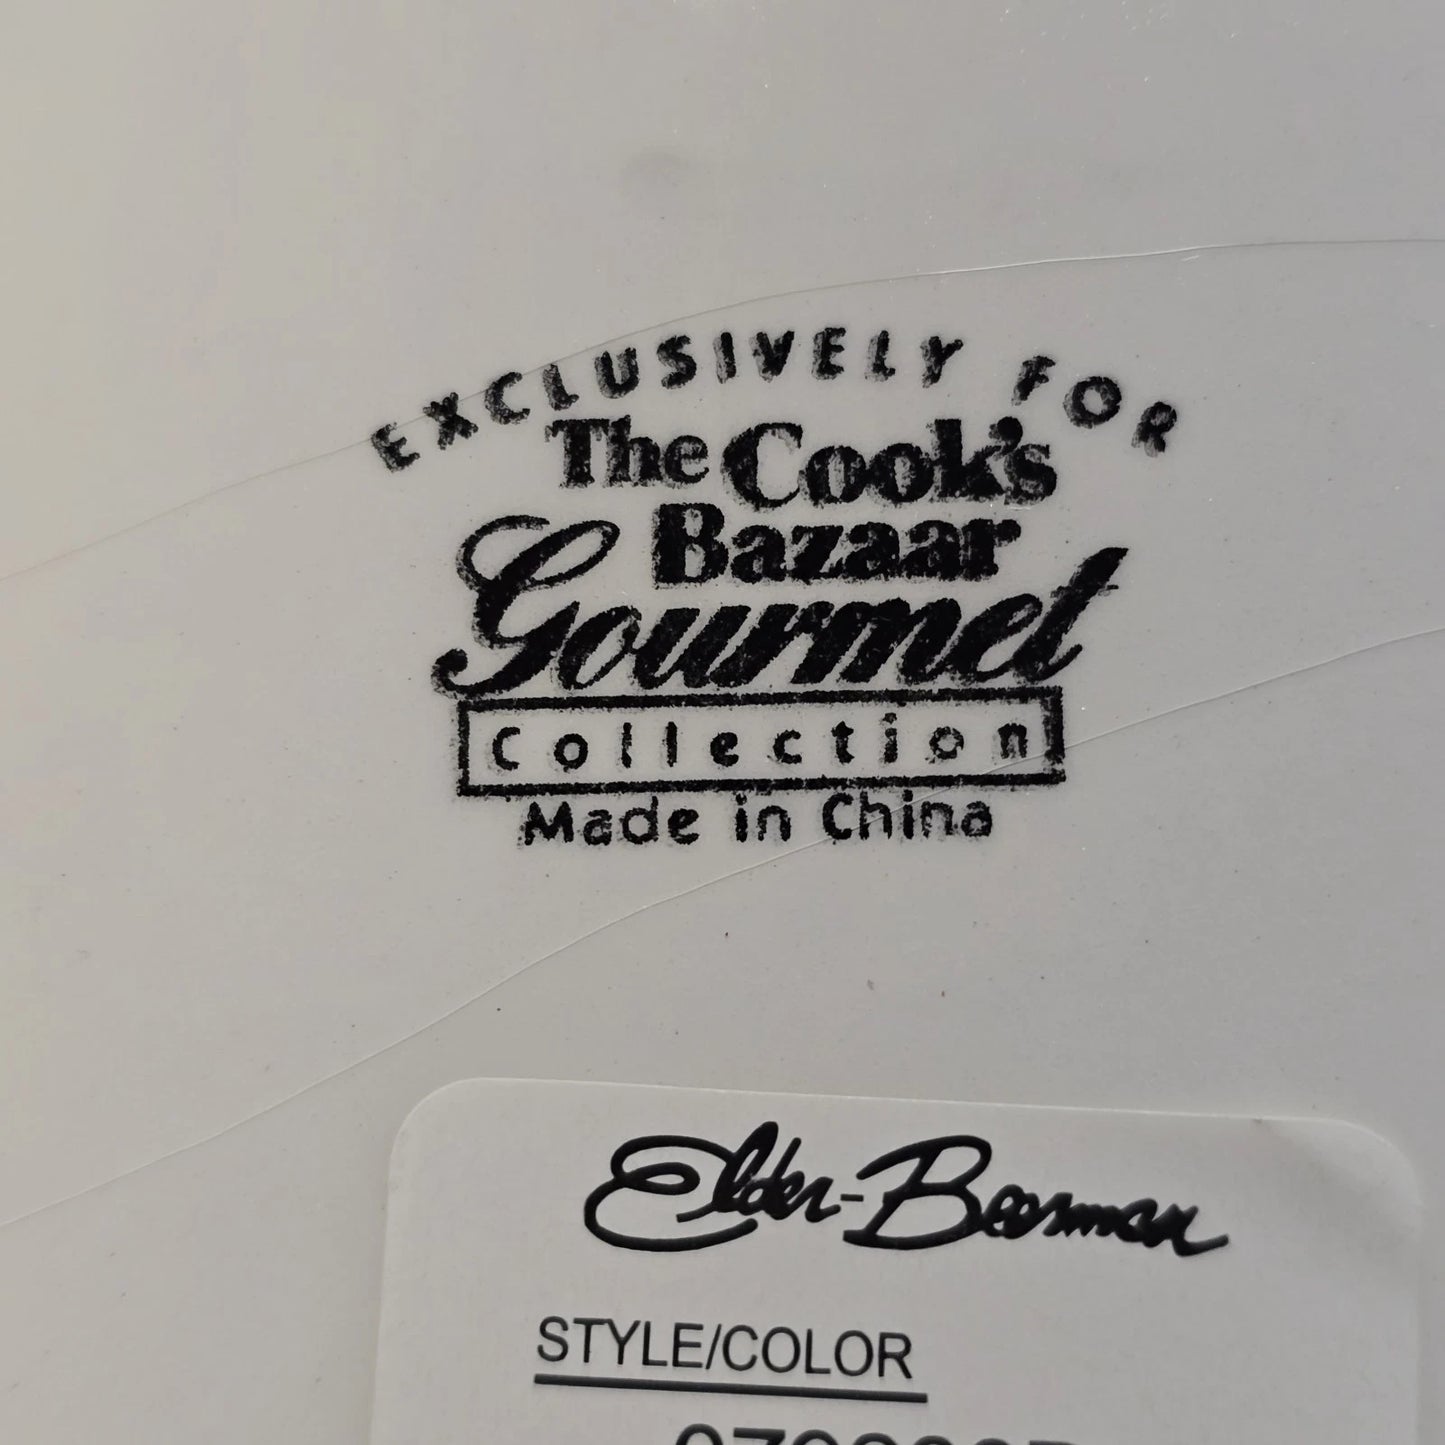 EXCLUSIVELY FOR
The Cook's
Bazaar
Gourmet
Collection
Made in China
Elder-Beerman
STYLE/COLOR